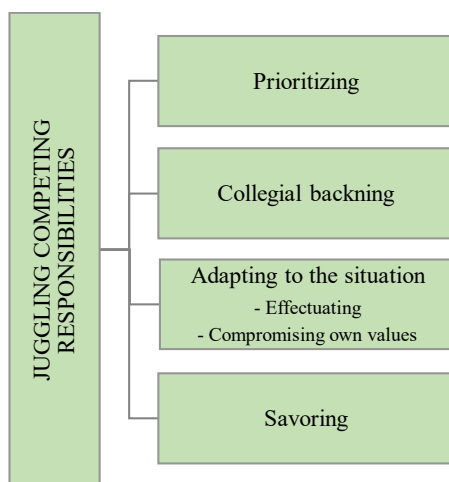 JUGGLING COMPETING
RESPONSIBILITIES
Prioritizing
Collegial backning
Adapting to the situation
- Effectuating
- Compromising own values
Savoring